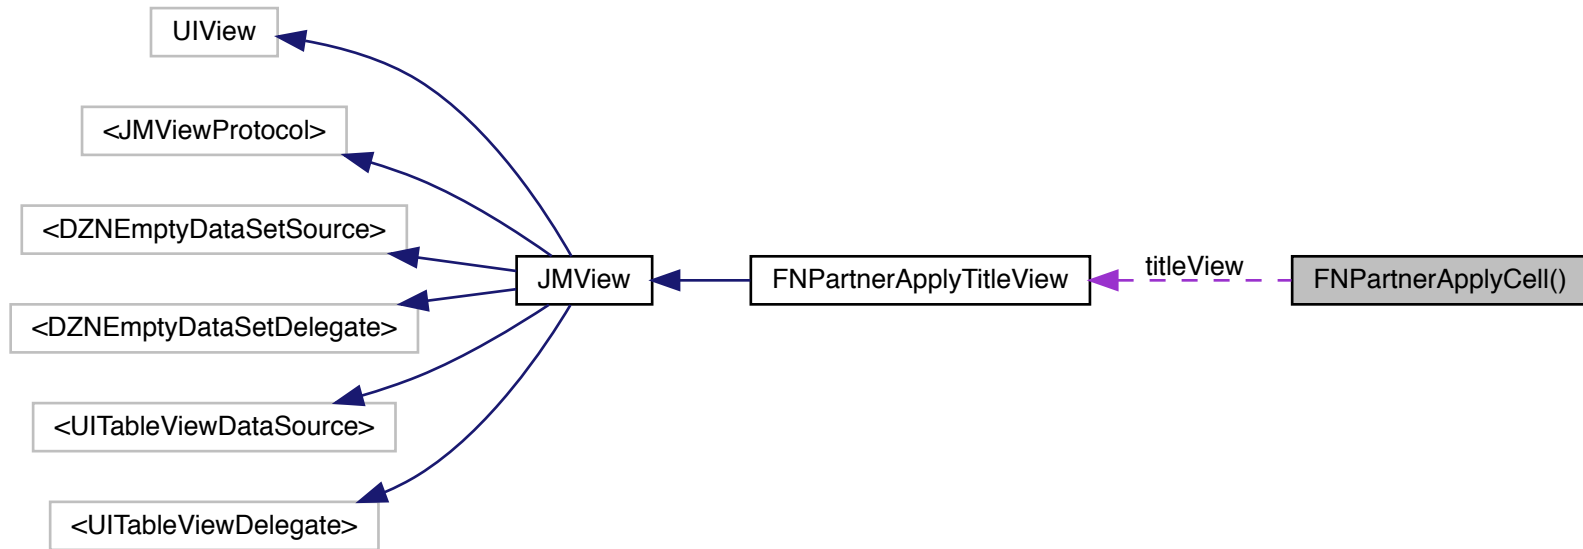 UIView
<JMViewProtocol>
<DZNEmptyDataSetSource>
<DZNEmptyDataSetDelegate>
<UITableViewDataSource>
<UITableViewDelegate>
JMView
FNPartnerApplyTitleView
titleView
FNPartnerApplyCell()